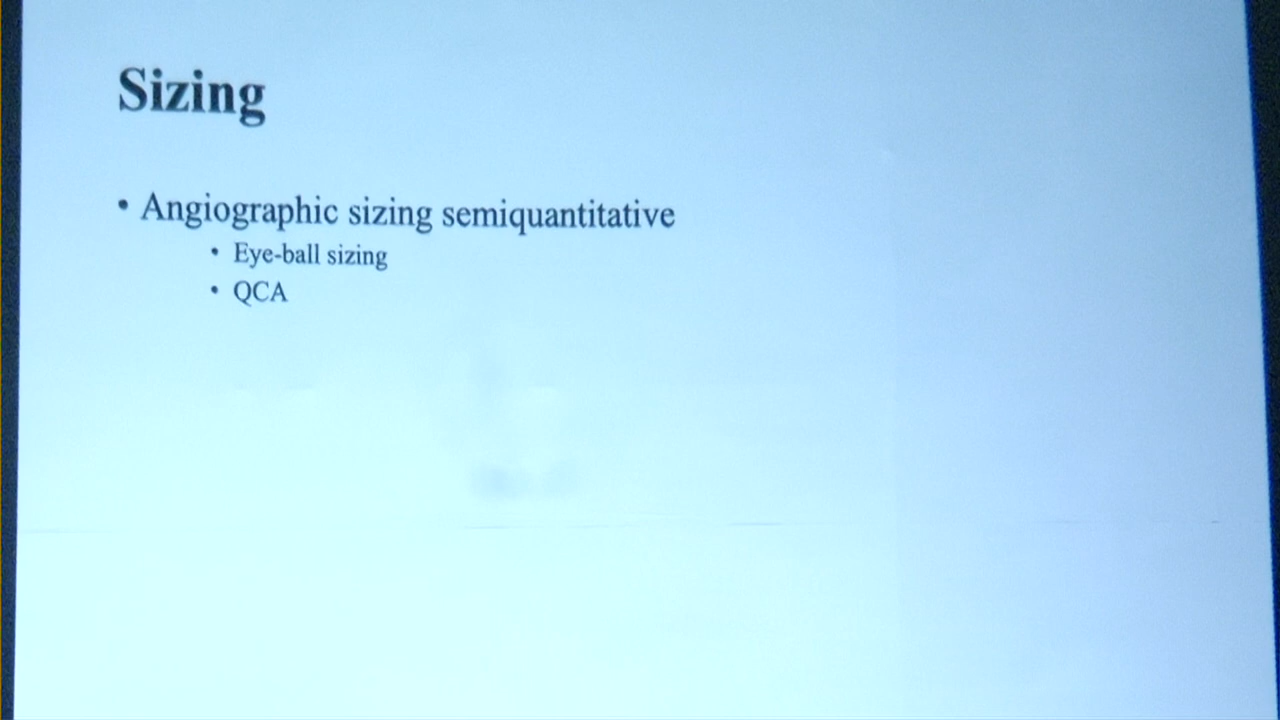 Sizing
• Angiographic sizing semiquantitative
• Eye-ball sizing
• QCA